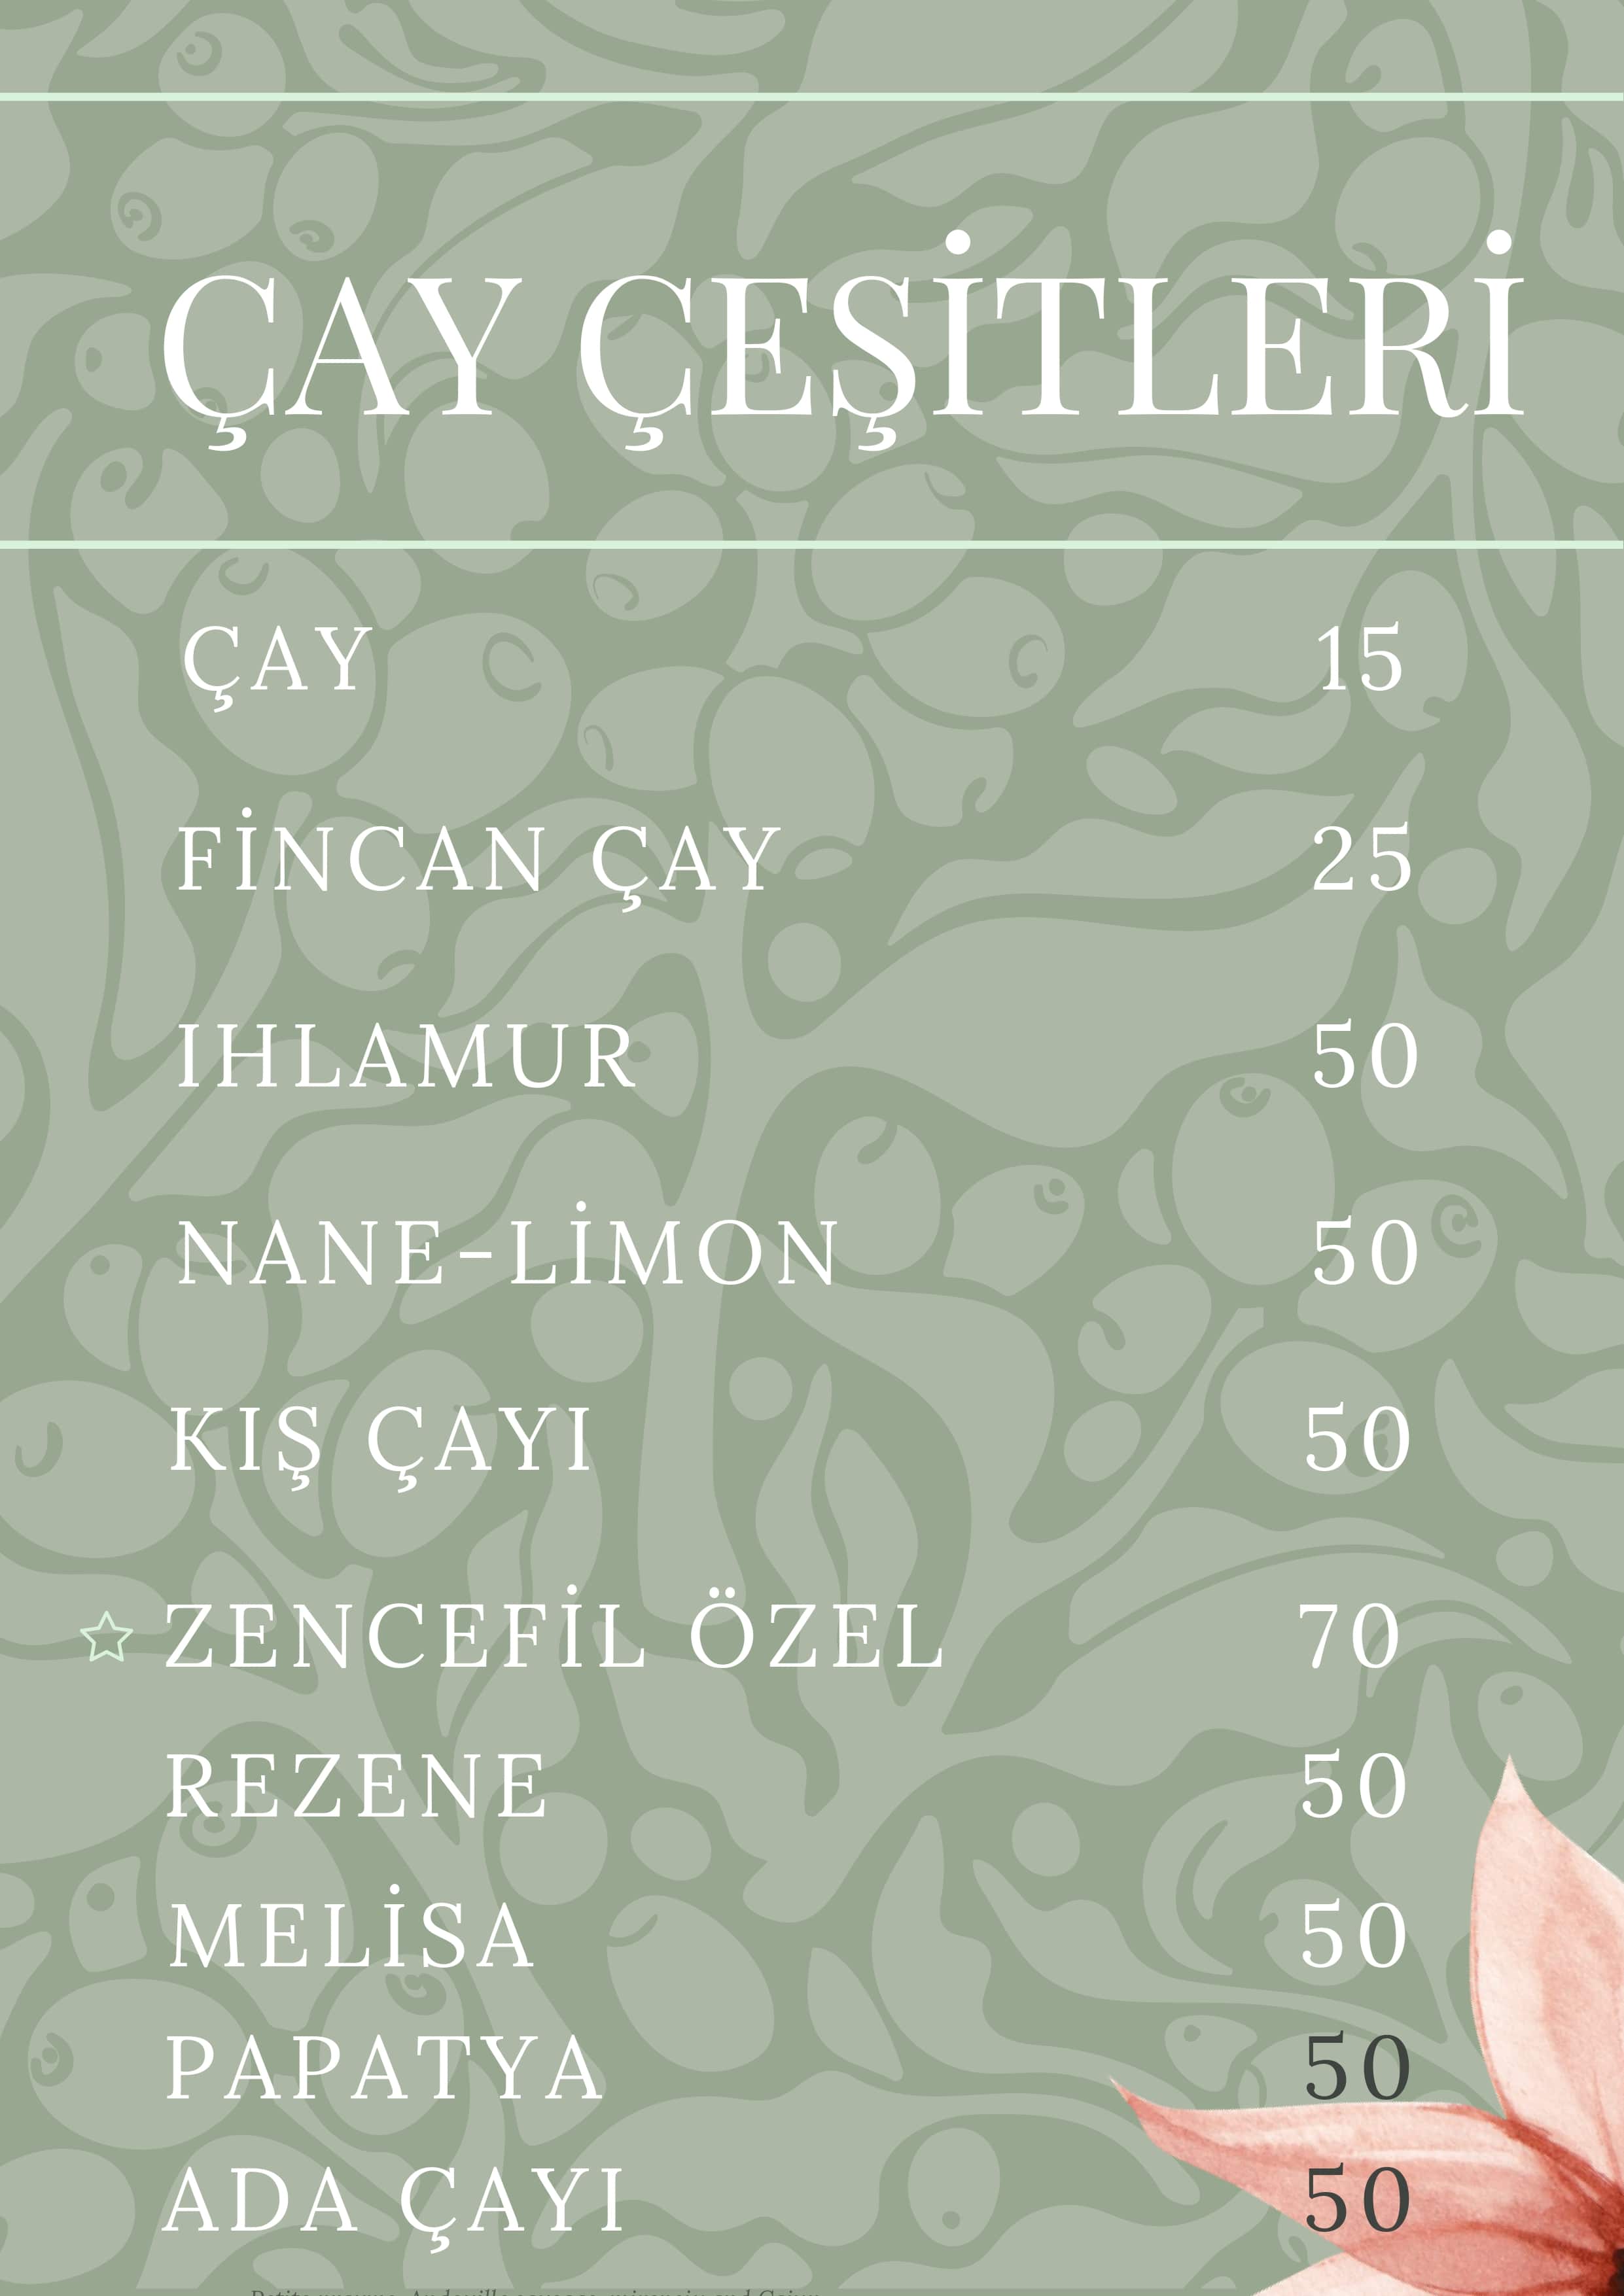 ÇAY ÇEŞİTLERİ
ÇAY 15
FİNCAN ÇAY 25
IHLAMUR 50
NANE-LİMON 50
KIŞ ÇAYI 50
ZENCEFİL ÖZEL 70
REZENE 50
MELİSA 50
PAPATYA 50
ADA ÇAYI 50